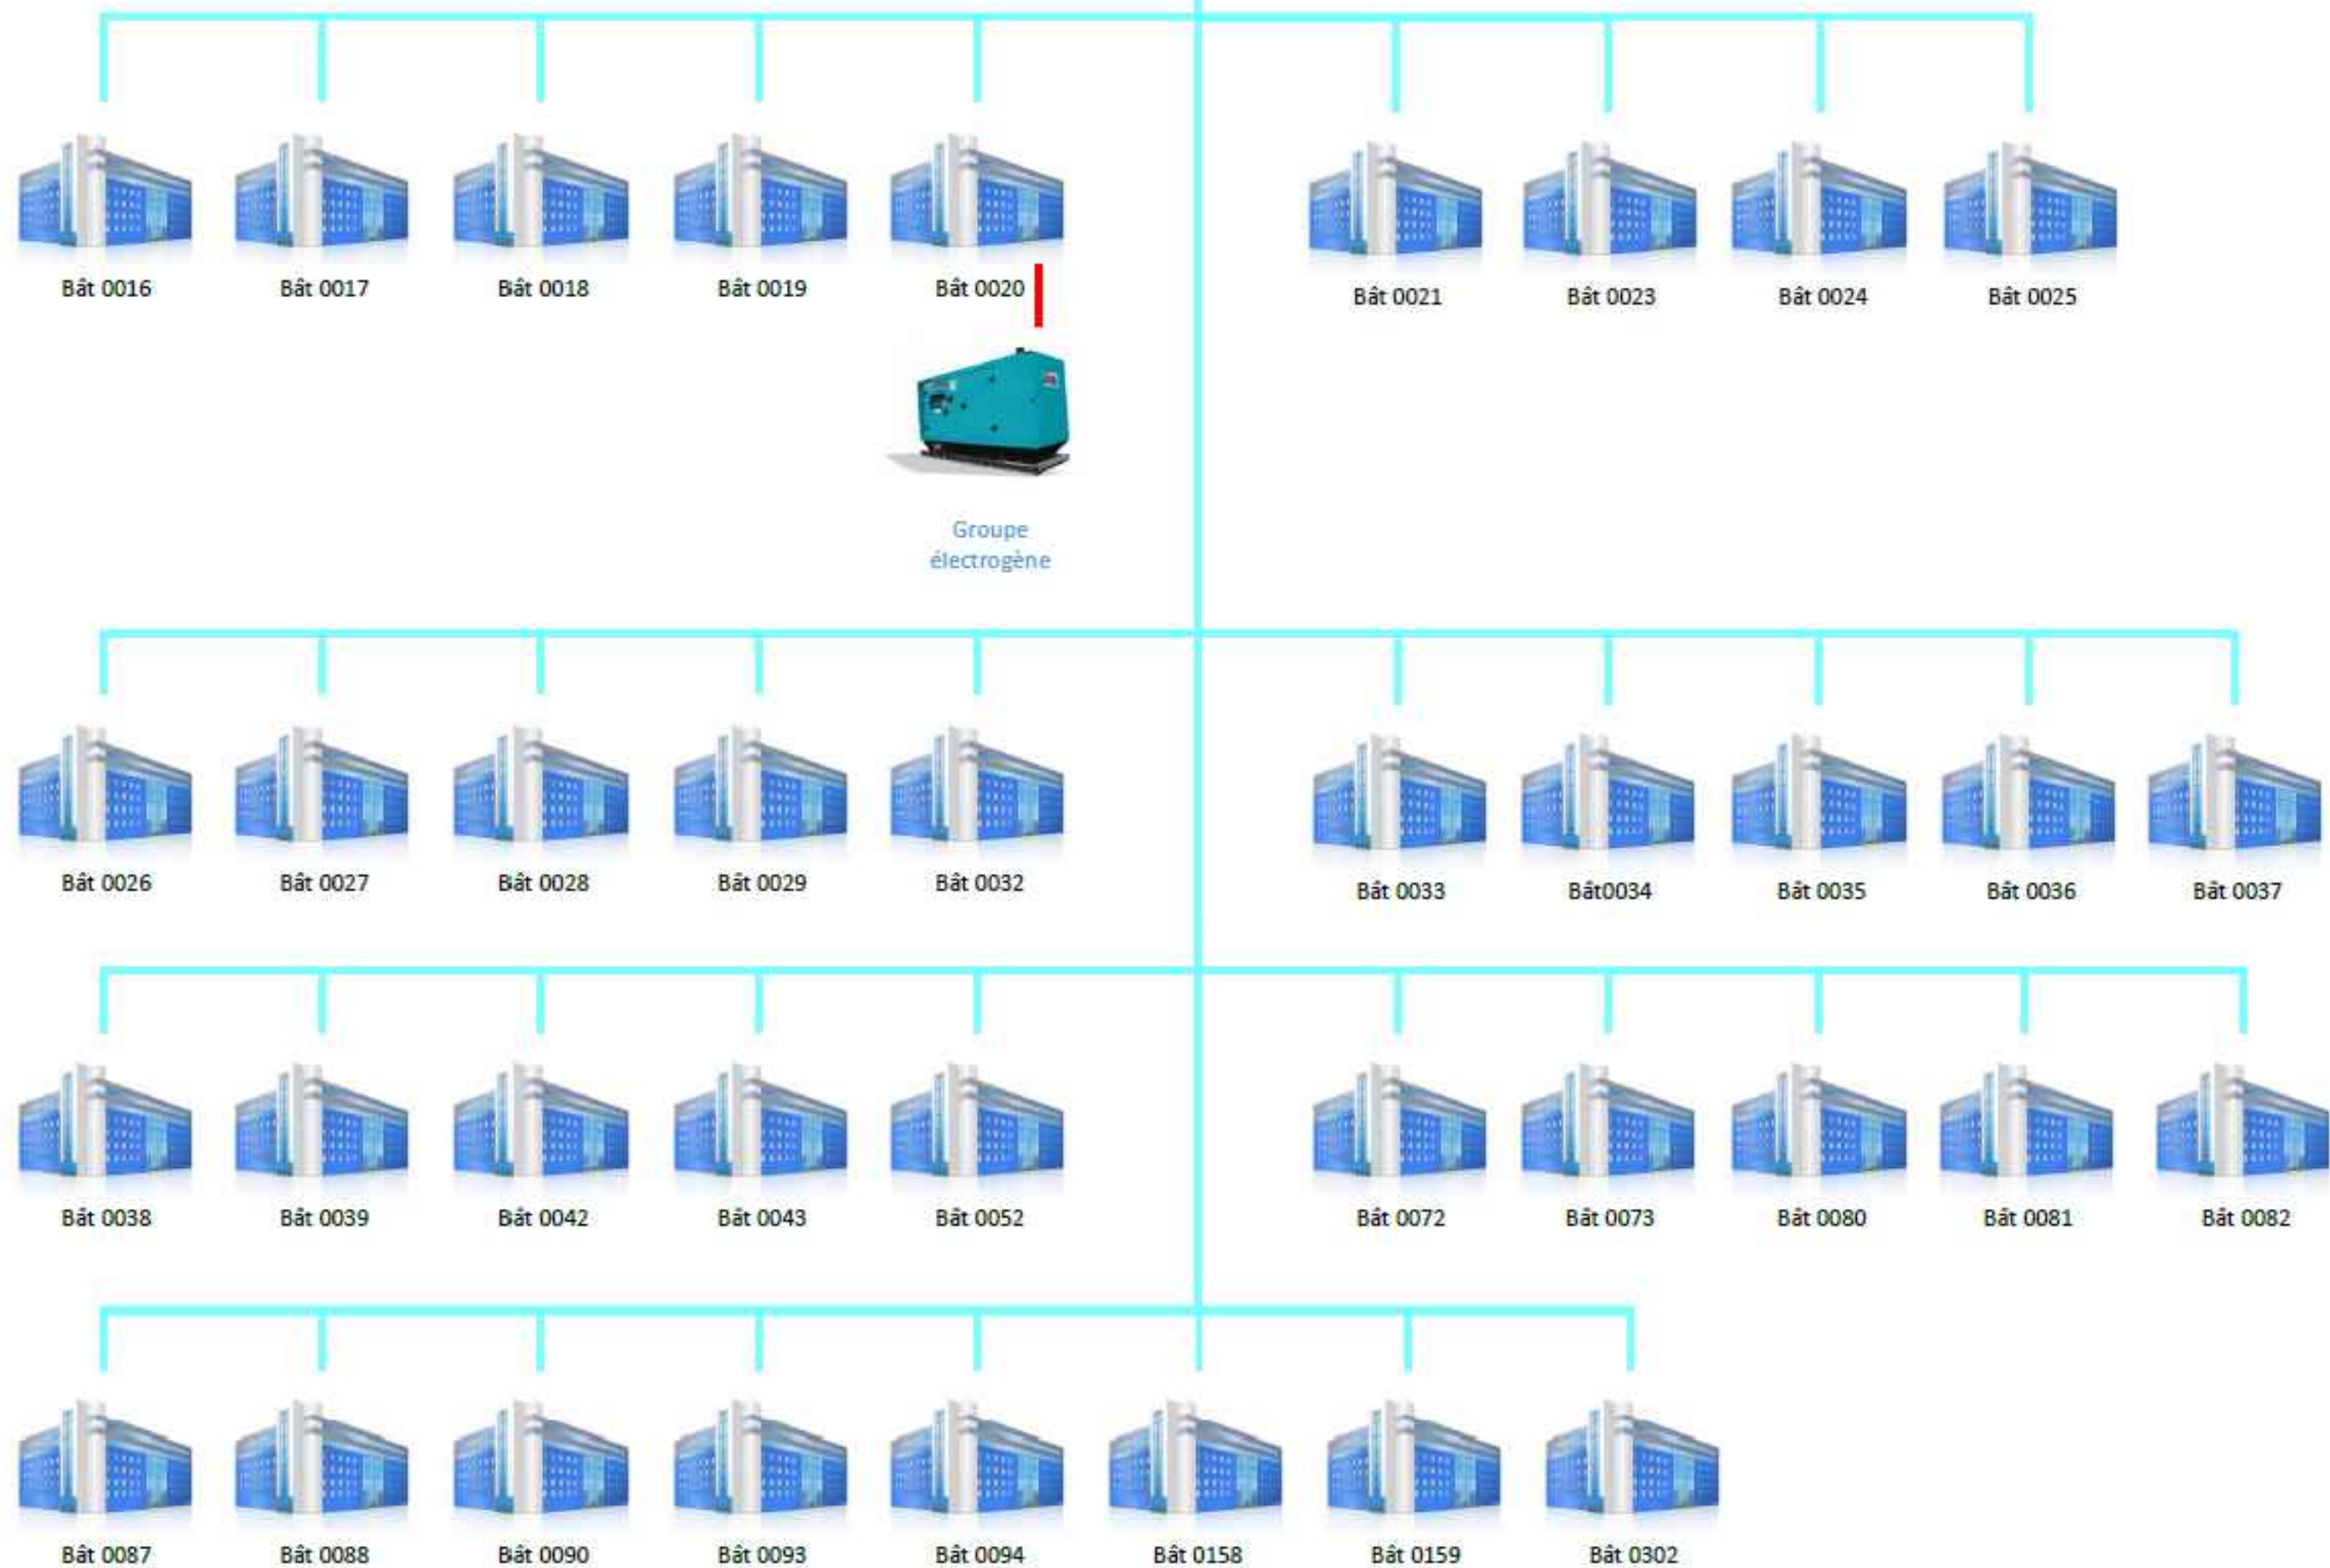 Bât 0016
Bât 0017
Bât 0018
Bât 0019
Bât 0020
Bât 0021
Bât 0023
Bât 0024
Bât 0025
Groupe
électrogène
Bât 0026
Bât 0027
Bât 0028
Bât 0029
Bât 0032
Bât 0033
Bât0034
Bât 0035
Bât 0036
Bât 0037
Bât 0038
Bât 0039
Bât 0042
Bât 0043
Bât 0052
Bât 0072
Bât 0073
Bât 0080
Bât 0081
Bât 0082
Bât 0087
Bât 0088
Bât 0090
Bât 0093
Bât 0094
Bât 0158
Bât 0159
Bât 0302